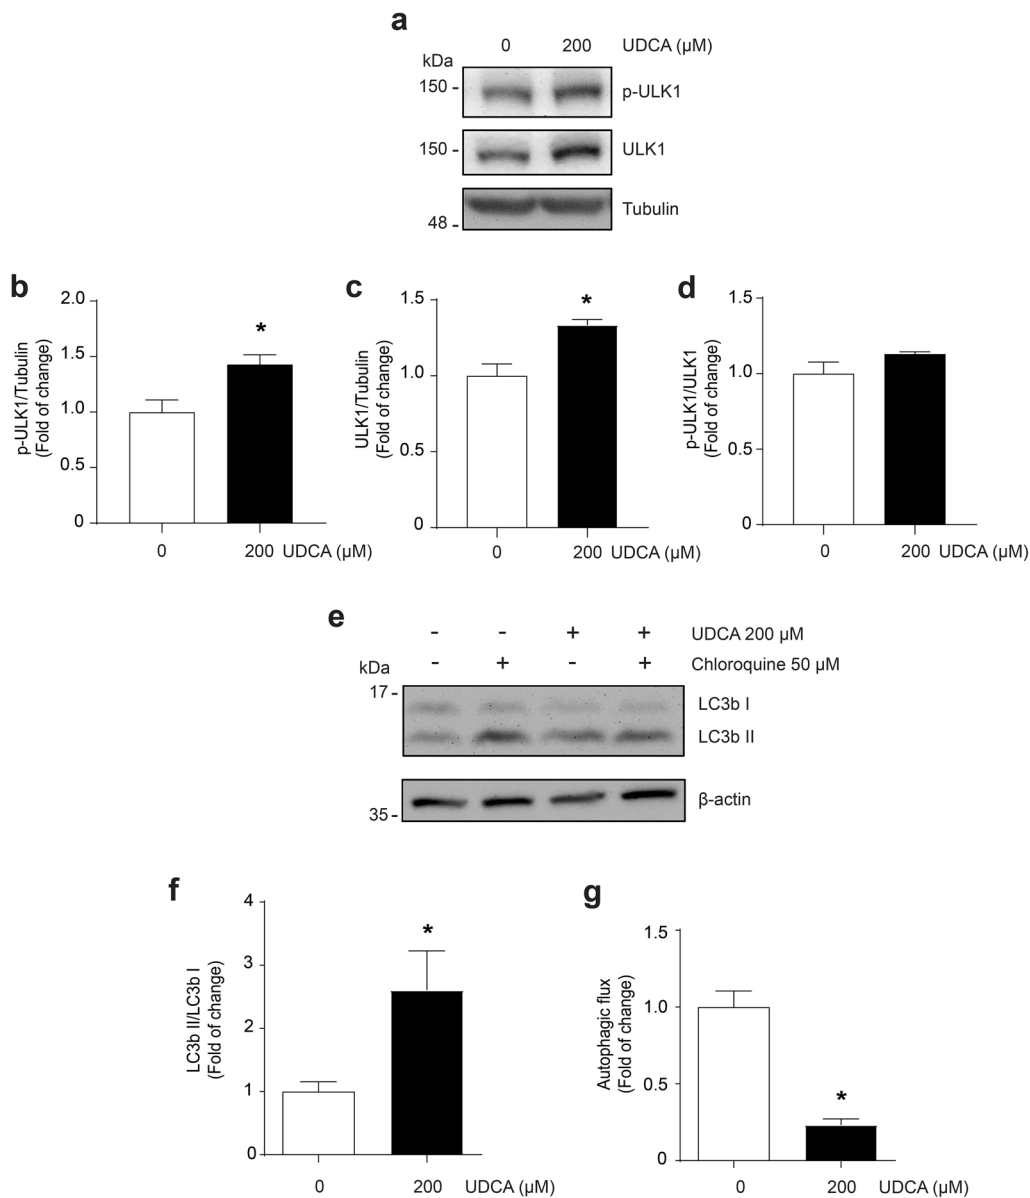 a
0 200 UDCA (µM)
kDa
150 - p-ULK1
150 - ULK1
Tubulin
48 -
b
2.0
1.5
1.0
0.5
0
p-ULK1/Tubulin
(Fold of change)
*
0 200 UDCA (µM)
c
1.5
1.0
0.5
0
ULK1/Tubulin
(Fold of change)
*
0 200 UDCA (µM)
d
1.5
1.0
0.5
0
p-ULK1/ULK1
(Fold of change)
0 200 UDCA (µM)
e
- - + + UDCA 200 µM
- + - + Chloroquine 50 µM
kDa
17 -
LC3b I
LC3b II
β-actin
35 -
f
4
3
2
1
0
LC3b II/LC3b I
(Fold of change)
*
0 200 UDCA (µM)
g
1.5
1.0
0.5
0
Autophagic flux
(Fold of change)
*
0 200 UDCA (µM)